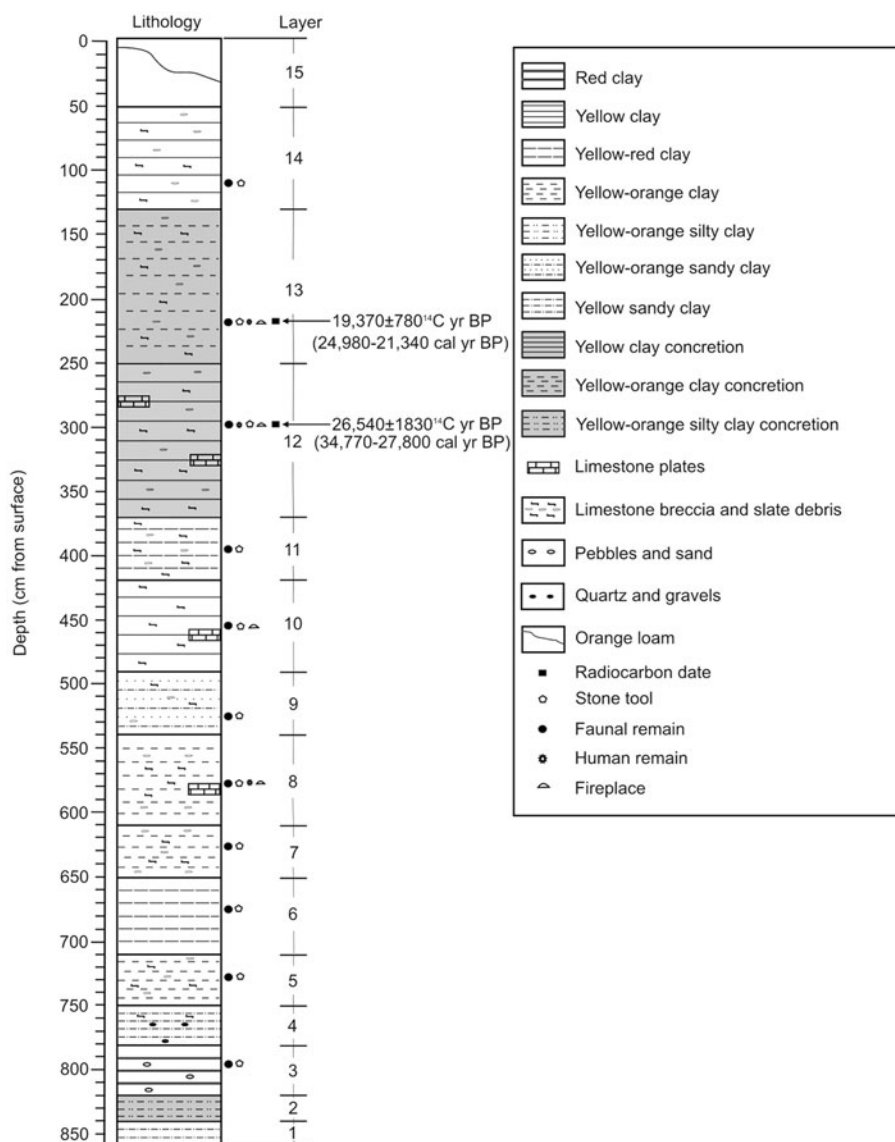 Lithology Layer
0
15
50
14
100
150
13
200
19,370±780¹⁴C yr BP
(24,980-21,340 cal yr BP)
250
300
26,540±1830¹⁴C yr BP
(34,770-27,800 cal yr BP)
12
350
11
400
10
450
500
9
550
8
600
7
650
6
700
5
750
4
800
3
2
850
1
Depth (cm from surface)
Red clay
Yellow clay
Yellow-red clay
Yellow-orange clay
Yellow-orange silty clay
Yellow-orange sandy clay
Yellow sandy clay
Yellow clay concretion
Yellow-orange clay concretion
Yellow-orange silty clay concretion
Limestone plates
Limestone breccia and slate debris
Pebbles and sand
Quartz and gravels
Orange loam
Radiocarbon date
Stone tool
Faunal remain
Human remain
Fireplace